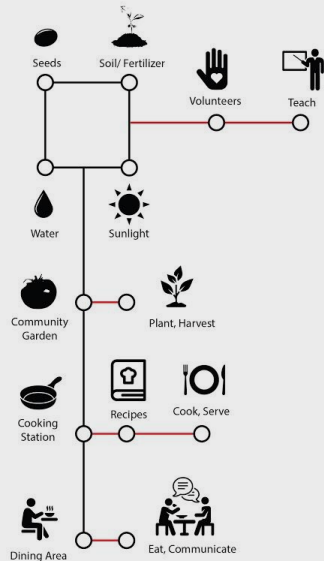 Seeds
Soil/ Fertilizer
Volunteers
Teach
Water
Sunlight
Community
Garden
Plant, Harvest
Cooking
Station
Recipes
Cook, Serve
Dining Area
Eat, Communicate